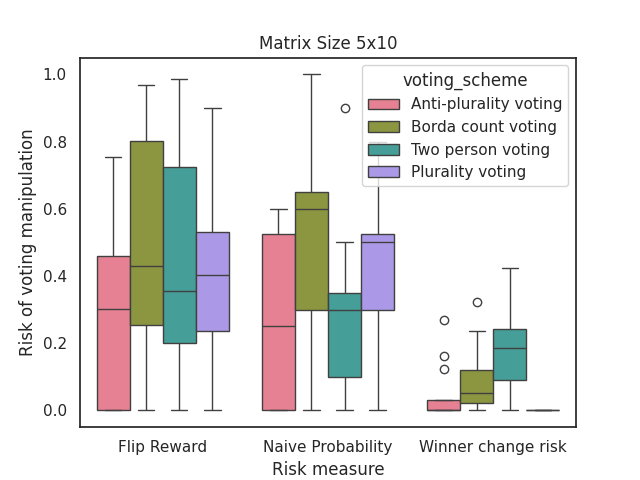 Matrix Size 5x10
Risk of voting manipulation
1.0
0.8
0.6
0.4
0.2
0.0
voting_scheme
Anti-plurality voting
Borda count voting
Two person voting
Plurality voting
Flip Reward
Naive Probability
Winner change risk
Risk measure